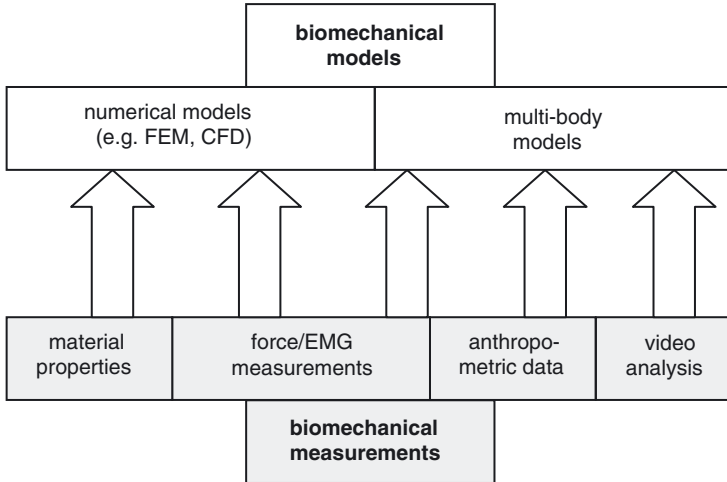 biomechanical
models
numerical models
(e.g. FEM, CFD)
multi-body
models
material
properties
force/EMG
measurements
anthropo-
metric data
video
analysis
biomechanical
measurements